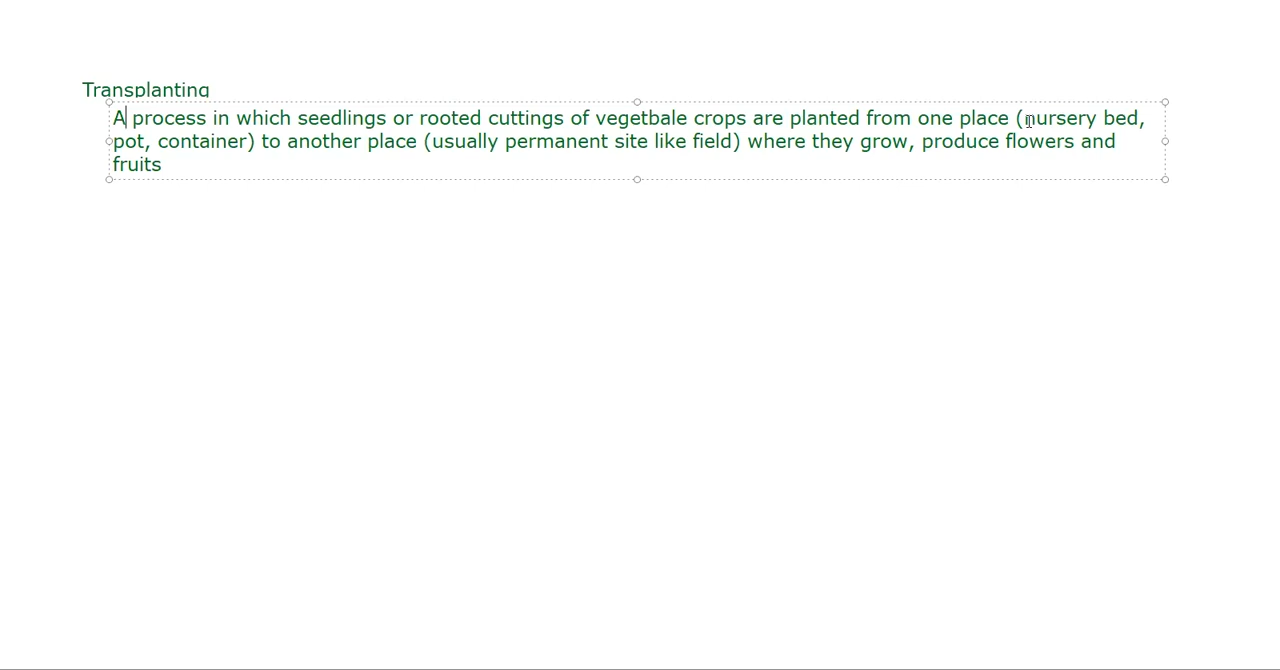 Transplanting
A process in which seedlings or rooted cuttings of vegetbale crops are planted from one place (nursery bed,
pot, container) to another place (usually permanent site like field) where they grow, produce flowers and
fruits